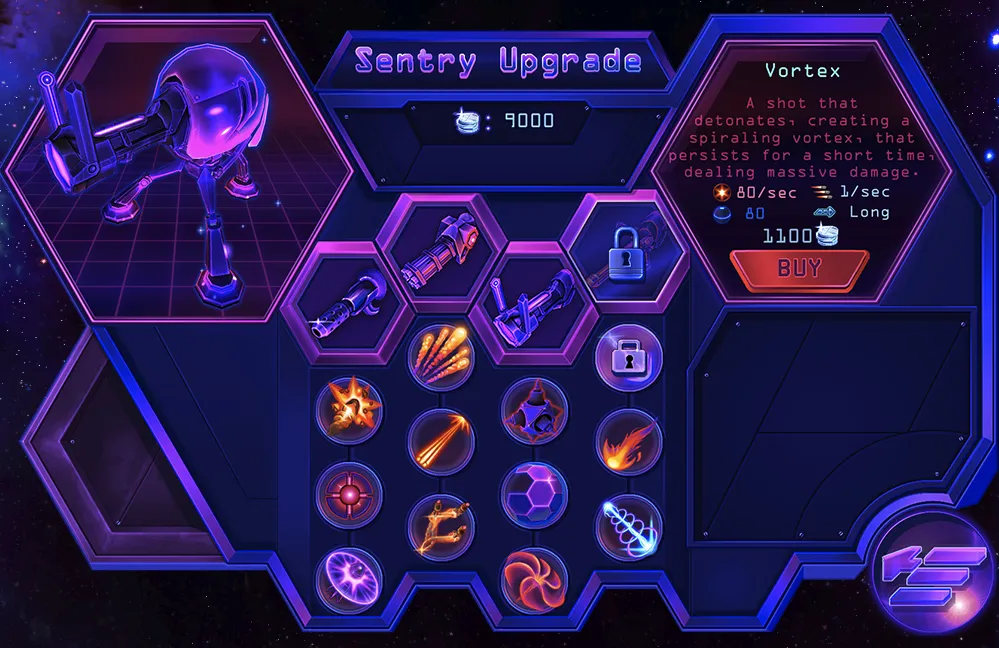 Sentry Upgrade
: 9000
Vortex
A shot that
detonates, creating a
spiraling vortex, that
persists for a short time,
dealing massive damage.
80/sec 1/sec
80 Long
1100
BUY